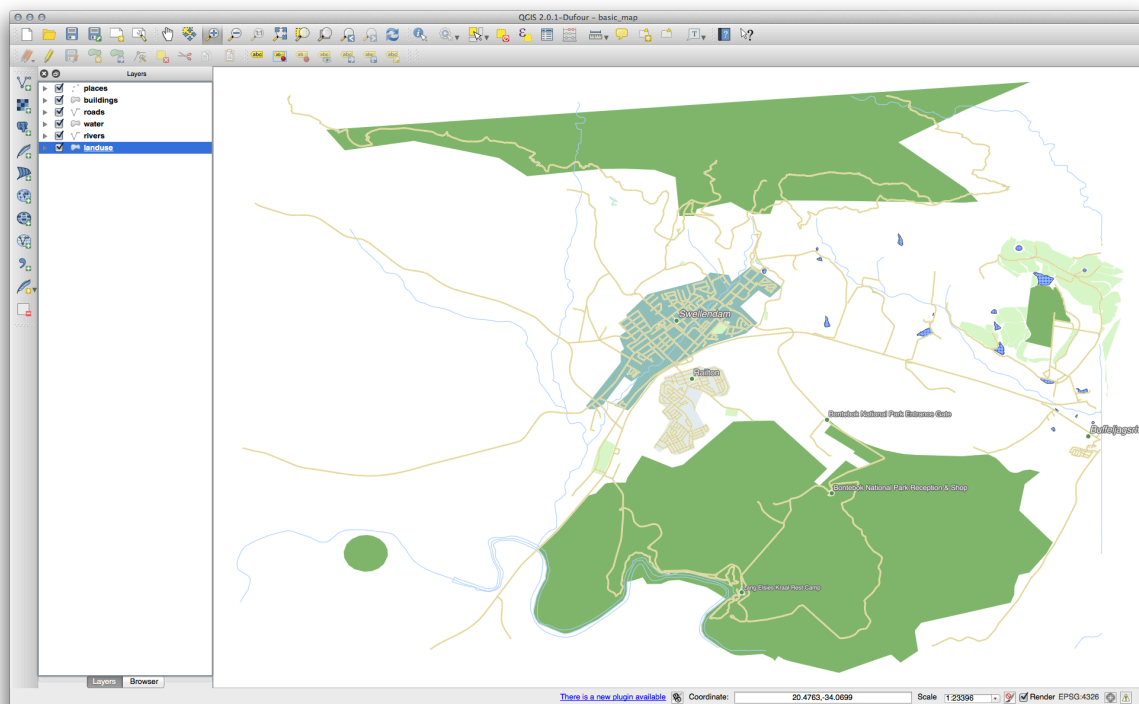 QGIS 2.0.1-Dufour - basic_map
Layers
places
buildings
roads
water
rivers
landuse
Swellendam
Railton
Bontebok National Park Entrance Gate
Bontebok National Park Reception & Shop
Lang Elsies Kraal Rest Camp
Layers
Browser
There is a new plugin available
Coordinate:
20.4763,-34.0699
Scale
1:23396
Render
EPSG:4326